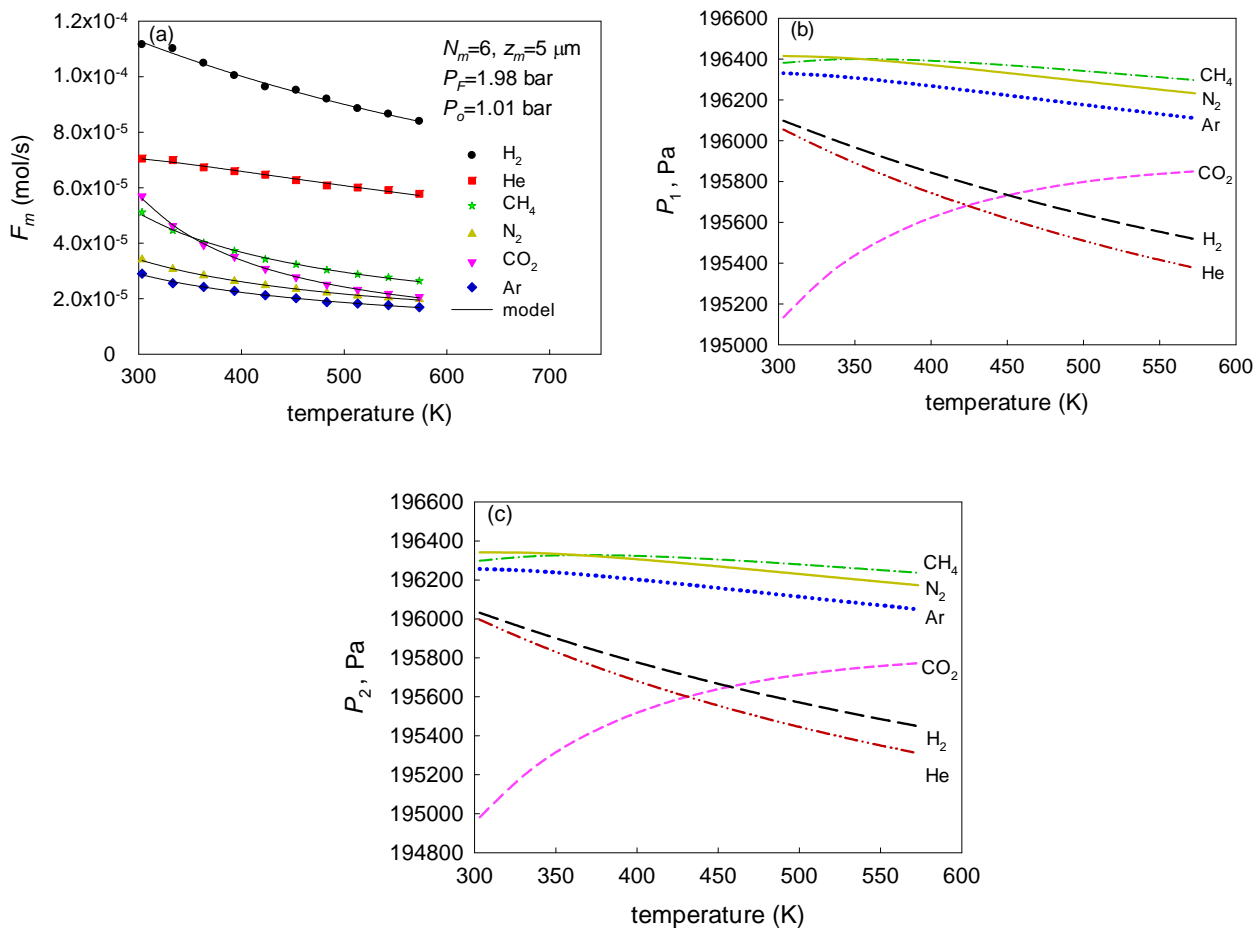 (a)
1.2x10-4
1.0x10-4
8.0x10-5
6.0x10-5
4.0x10-5
2.0x10-5
0
Fm (mol/s)
Nm=6, zm=5 μm
PF=1.98 bar
Po=1.01 bar
H2
He
CH4
N2
CO2
Ar
model
300 400 500 600 700
temperature (K)
(b)
196600
196400
196200
196000
195800
195600
195400
195200
195000
P1, Pa
CH4
N2
Ar
CO2
H2
He
300 350 400 450 500 550 600
temperature (K)
(c)
196600
196400
196200
196000
195800
195600
195400
195200
195000
194800
P2, Pa
CH4
N2
Ar
CO2
H2
He
300 350 400 450 500 550 600
temperature (K)